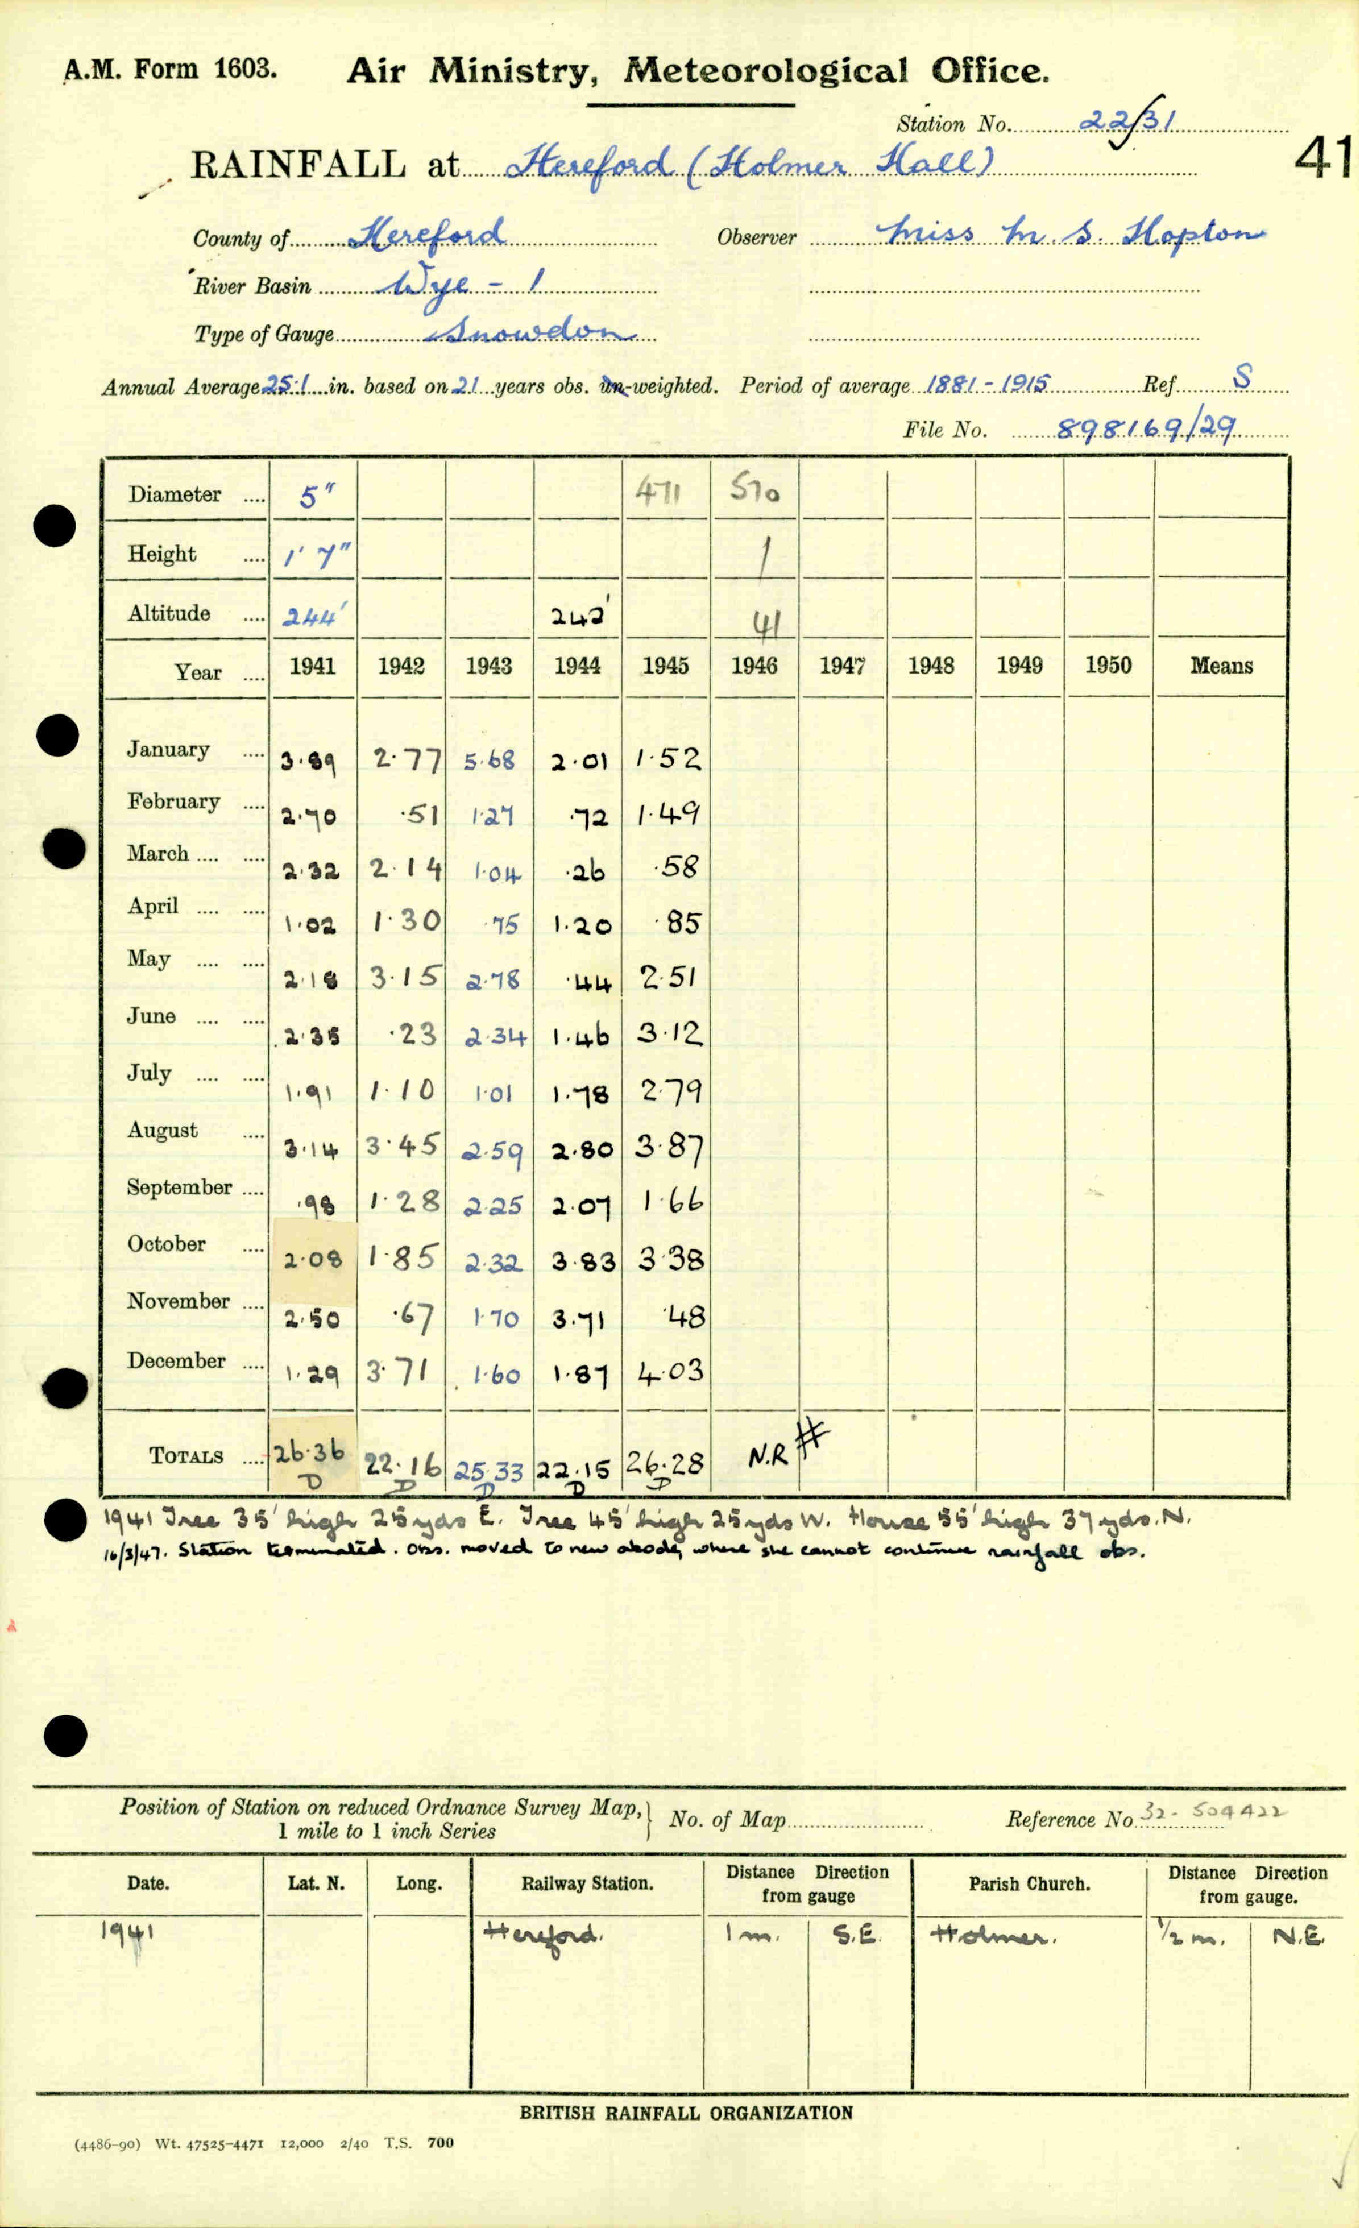 A.M. Form 1603. Air Ministry, Meteorological Office.
Station No. 22/31
RAINFALL at Hereford (Holmer Hall) 41
County of Hereford Observer Miss M. S. Hopton
River Basin Wye - 1
Type of Gauge Snowdon
Annual Average 25.1 in. based on 21 years obs. un-weighted. Period of average 1881-1915 Ref. S
File No. 898169/29
Diameter .... 5" 471 570
Height .... 1' 7" 1
Altitude .... 244' 242' 41
Year .... 1941 1942 1943 1944 1945 1946 1947 1948 1949 1950 Means
January .... 3.89 2.77 5.68 2.01 1.52
February .... 2.70 .51 1.27 .72 1.49
March .... .... 2.32 2.14 1.04 .26 .58
April .... .... 1.02 1.30 .75 1.20 .85
May .... .... 2.18 3.15 2.78 .44 2.51
June .... .... 2.35 .23 2.34 1.46 3.12
July .... .... 1.91 1.10 1.01 1.78 2.79
August .... 3.14 3.45 2.59 2.80 3.87
September .... .98 1.28 2.25 2.07 1.66
October .... 2.08 1.85 2.32 3.83 3.38
November .... 2.50 .67 1.70 3.71 .48
December .... 1.29 3.71 1.60 1.87 4.03
TOTALS .... 26.36 22.16 25.33 22.15 26.28 N.R #
D D D D D
1941 Tree 35' high 25 yds E. Tree 45' high 25 yds W. House 55' high 37 yds. N.
16/3/47. Station terminated. Obs. moved to new abode, where she cannot continue rainfall obs.
Position of Station on reduced Ordnance Survey Map, 1 mile to 1 inch Series } No. of Map Reference No. 32- 504422
Date. Lat. N. Long. Railway Station. Distance Direction from gauge Parish Church. Distance Direction from gauge.
1941 Hereford. 1 m. S.E. Holmer. ½ m. N.E.
BRITISH RAINFALL ORGANIZATION
(4486-90) Wt. 47525-4471 12,000 2/40 T.S. 700